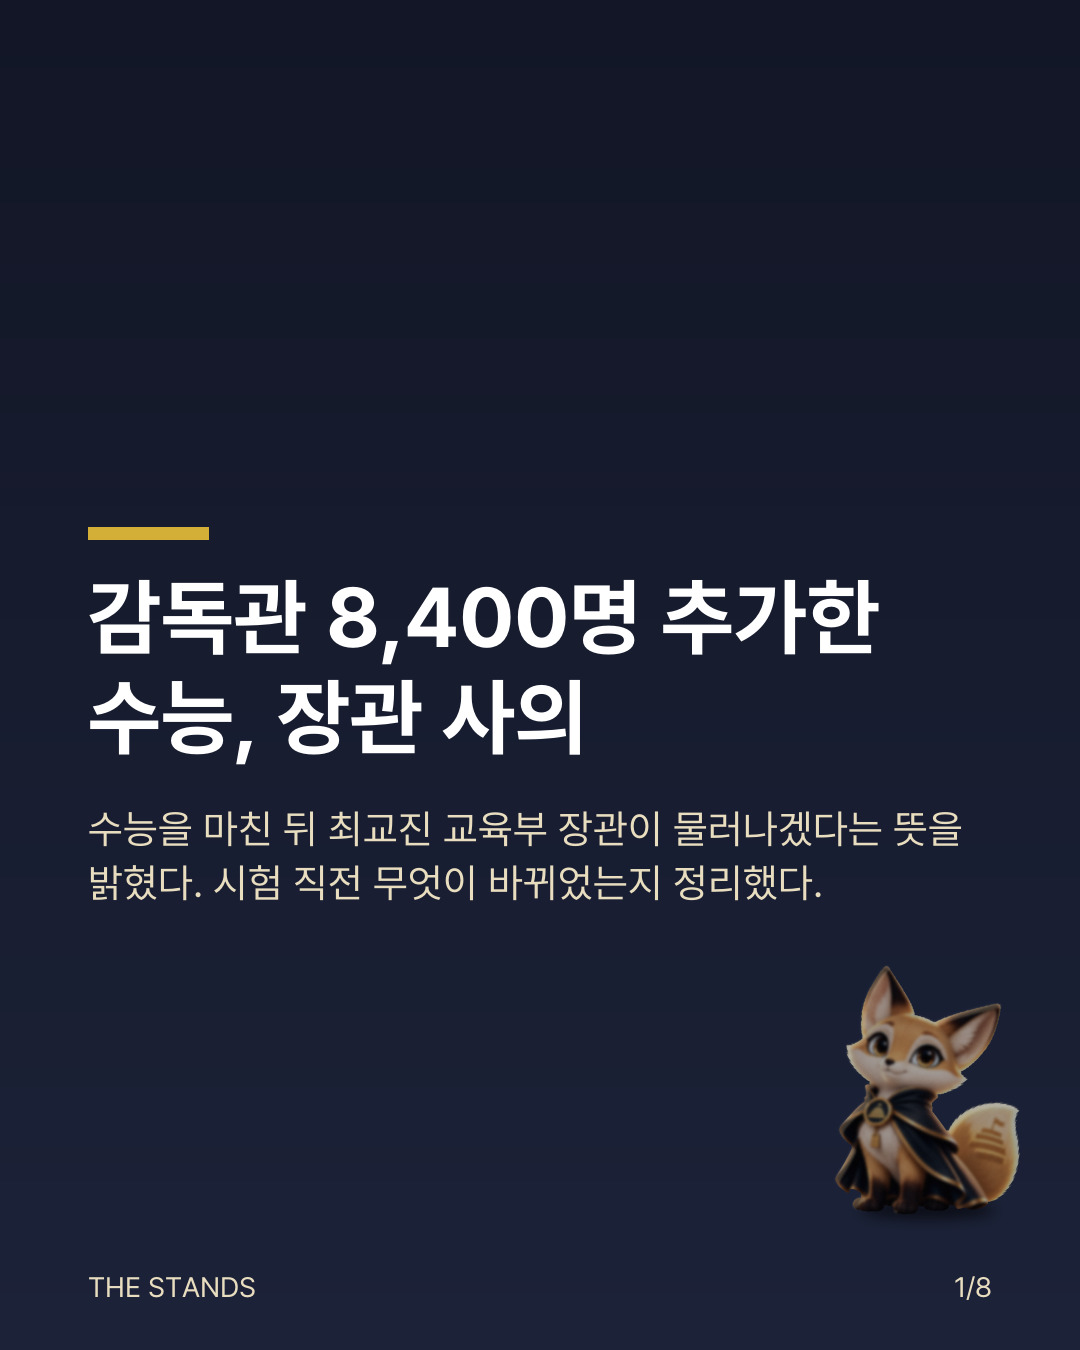 감독관 8,400명 추가한
수능, 장관 사의
수능을 마친 뒤 최교진 교육부 장관이 물러나겠다는 뜻을
밝혔다. 시험 직전 무엇이 바뀌었는지 정리했다.
THE STANDS
1/8